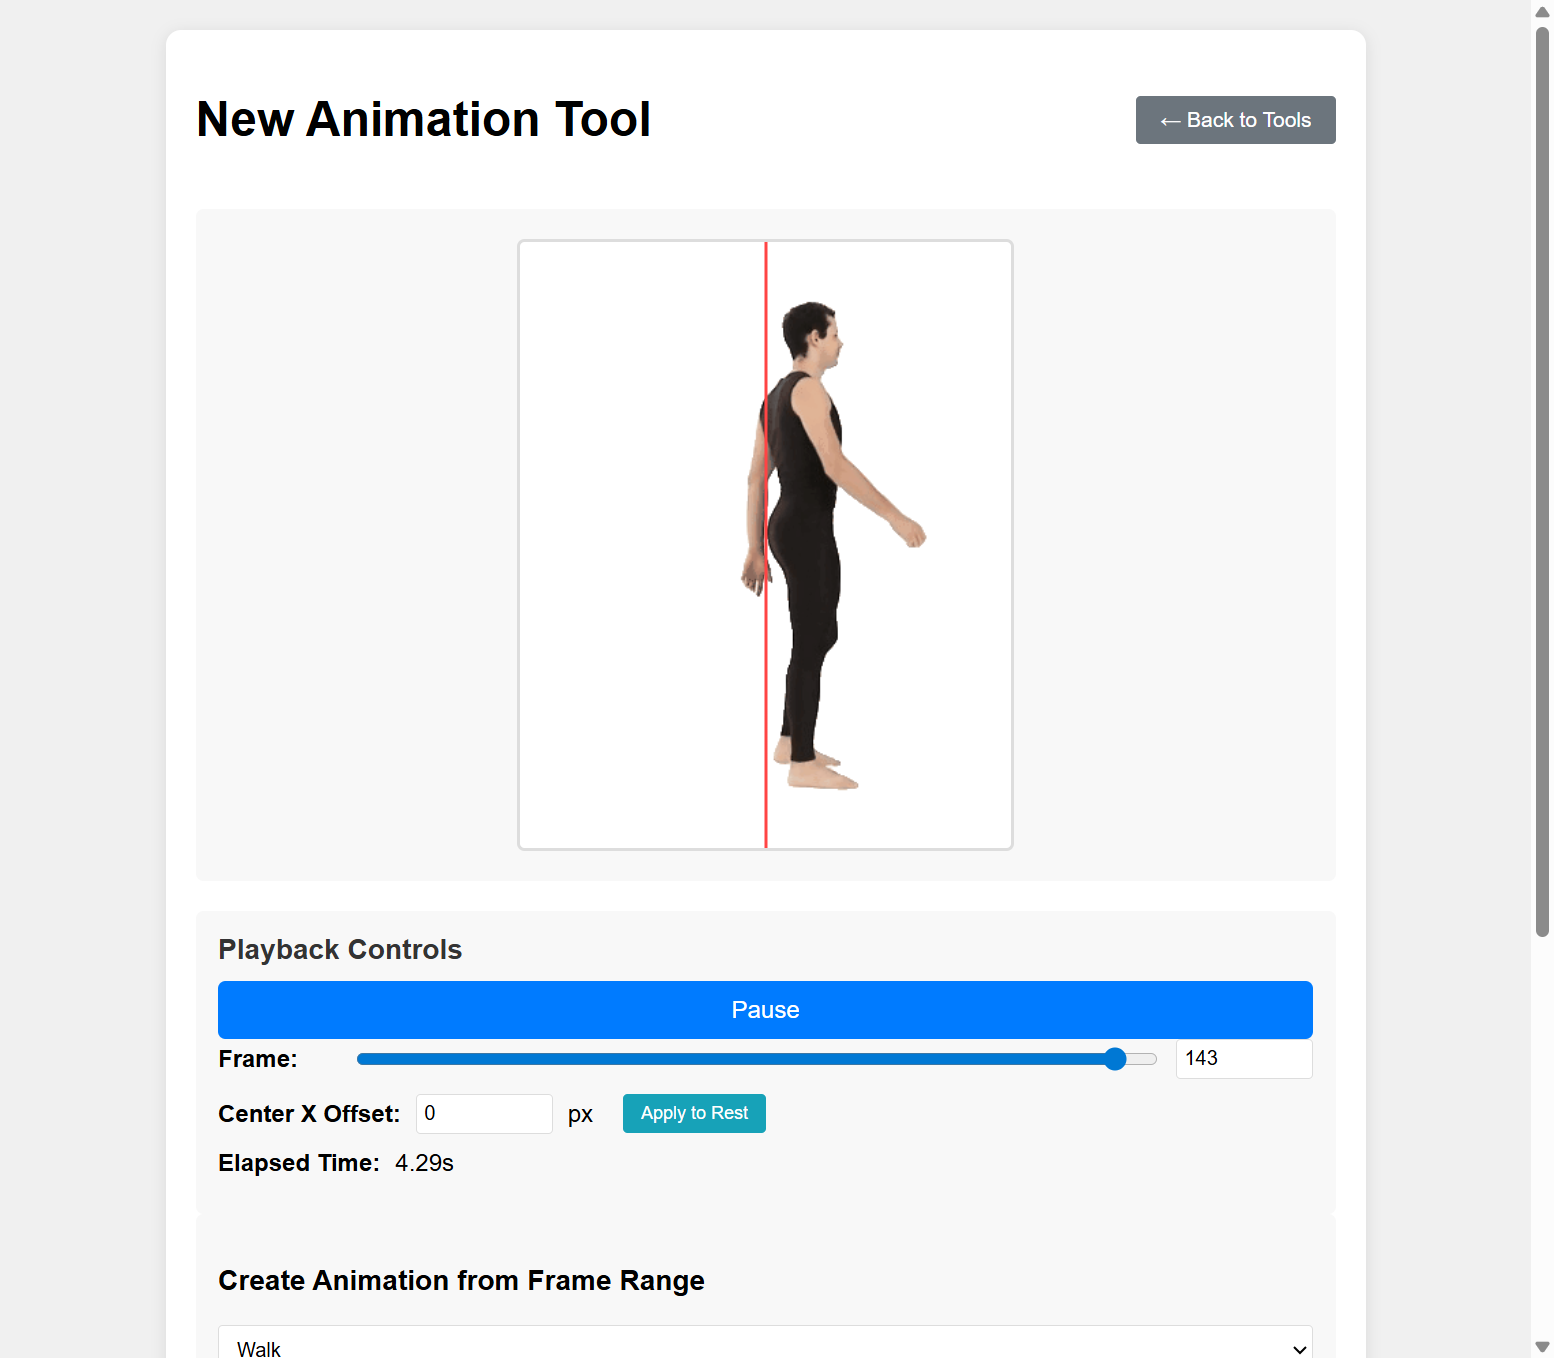 New Animation Tool
← Back to Tools
Playback Controls
Pause
Frame:
143
Center X Offset:
0
px
Apply to Rest
Elapsed Time: 4.29s
Create Animation from Frame Range
Walk